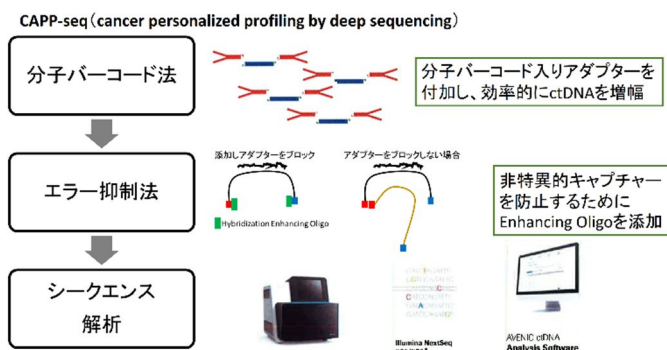 CAPP-seq（cancer personalized profiling by deep sequencing）
分子バーコード法
分子バーコード入りアダプターを
付加し、効率的にctDNAを増幅
エラー抑制法
添加しアダプターをブロック
アダプターをブロックしない場合
Hybridization Enhancing Oligo
非特異的キャプチャー
を防止するために
Enhancing Oligoを添加
シークエンス
解析
Illumina NextSeq
AVENIO ctDNA
Analysis Software